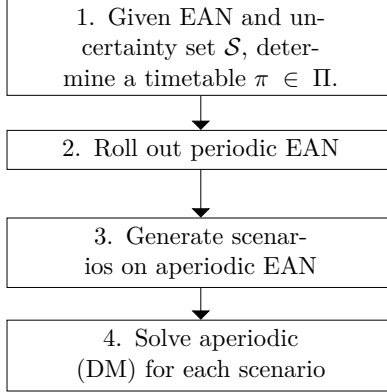 1. Given EAN and un-
certainty set 𝒮, deter-
mine a timetable π ∈ Π.
2. Roll out periodic EAN
3. Generate scenar-
ios on aperiodic EAN
4. Solve aperiodic
(DM) for each scenario